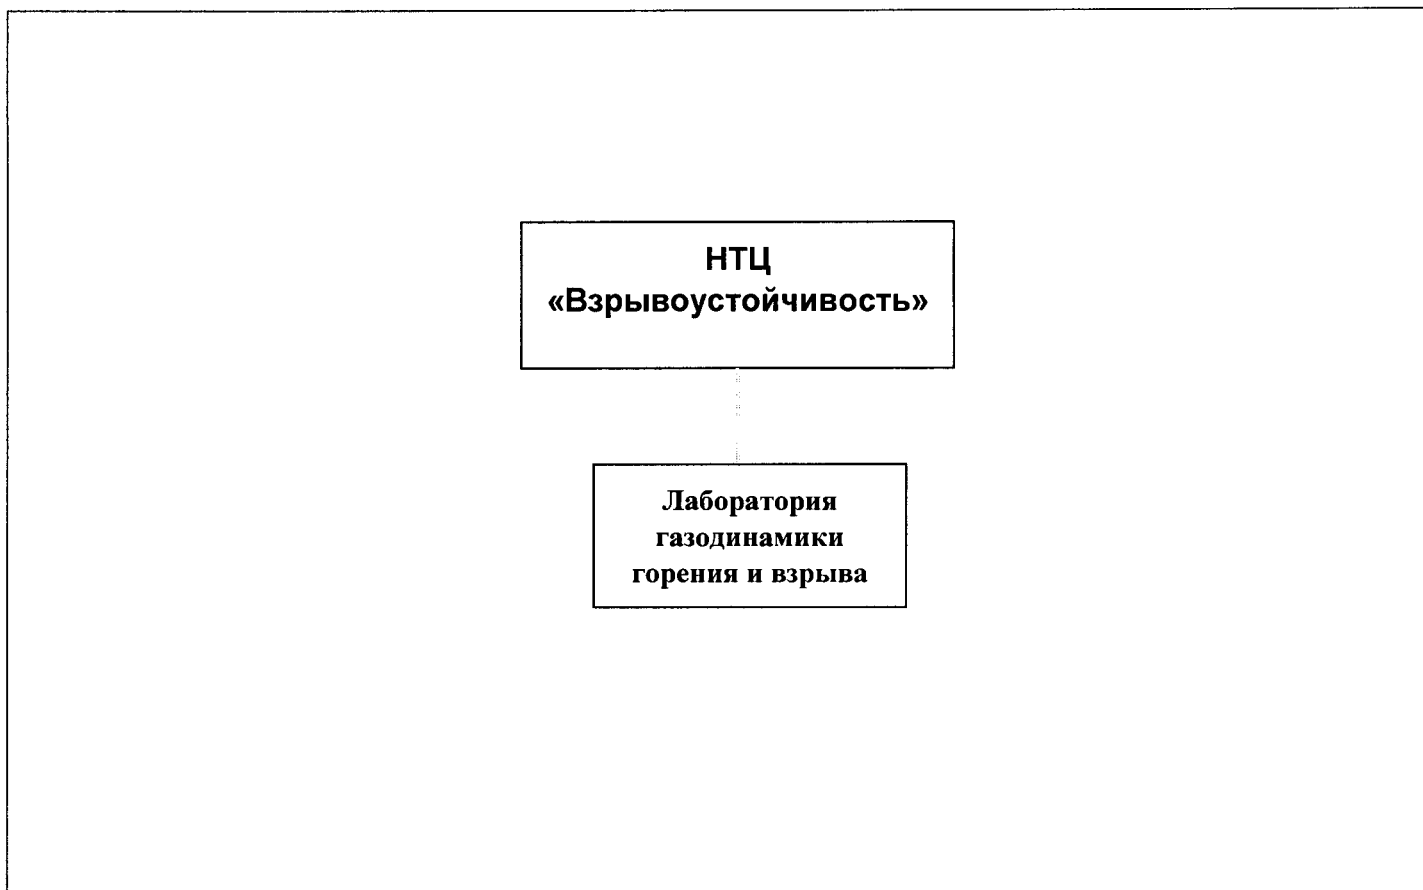 НТЦ
«Взрывоустойчивость»
Лаборатория
газодинамики
горения и взрыва